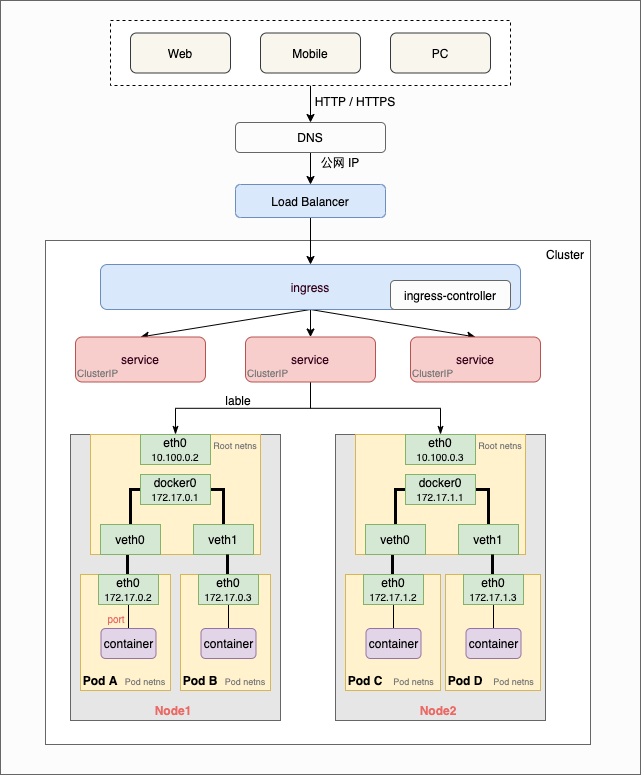 Web
Mobile
PC
HTTP / HTTPS
DNS
公网 IP
Load Balancer
Cluster
ingress
ingress-controller
service
ClusterIP
service
ClusterIP
service
ClusterIP
lable
eth0
10.100.0.2
Root netns
docker0
172.17.0.1
veth0
veth1
eth0
172.17.0.2
port
container
Pod A
Pod netns
eth0
172.17.0.3
container
Pod B
Pod netns
Node1
eth0
10.100.0.3
Root netns
docker0
172.17.1.1
veth0
veth1
eth0
172.17.1.2
container
Pod C
Pod netns
eth0
172.17.1.3
container
Pod D
Pod netns
Node2